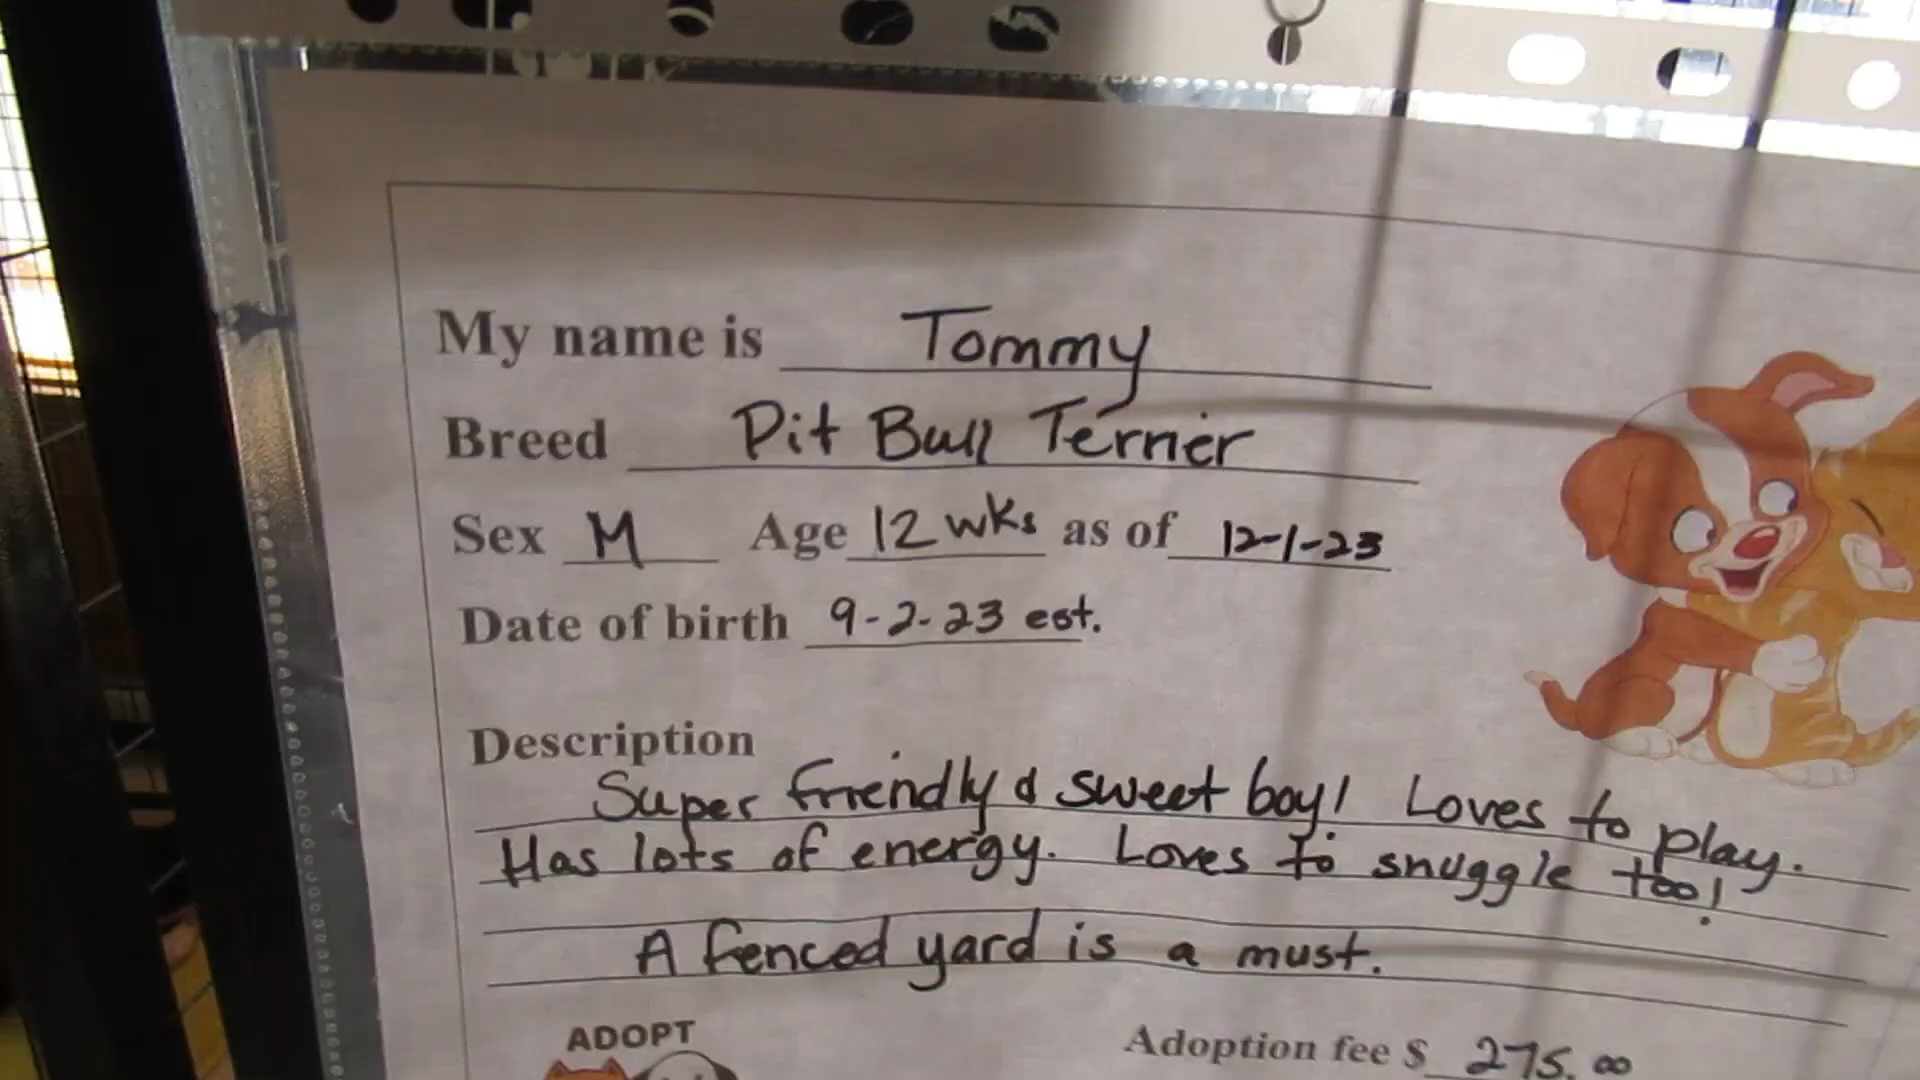 My name is Tommy
Breed Pit Bull Terrier
Sex M Age 12 wks as of 12-1-23
Date of birth 9-2-23 est.
Description
Super friendly & sweet boy! Loves to play.
Has lots of energy. Loves to snuggle too!
A fenced yard is a must.
ADOPT
Adoption fee $ 275.00